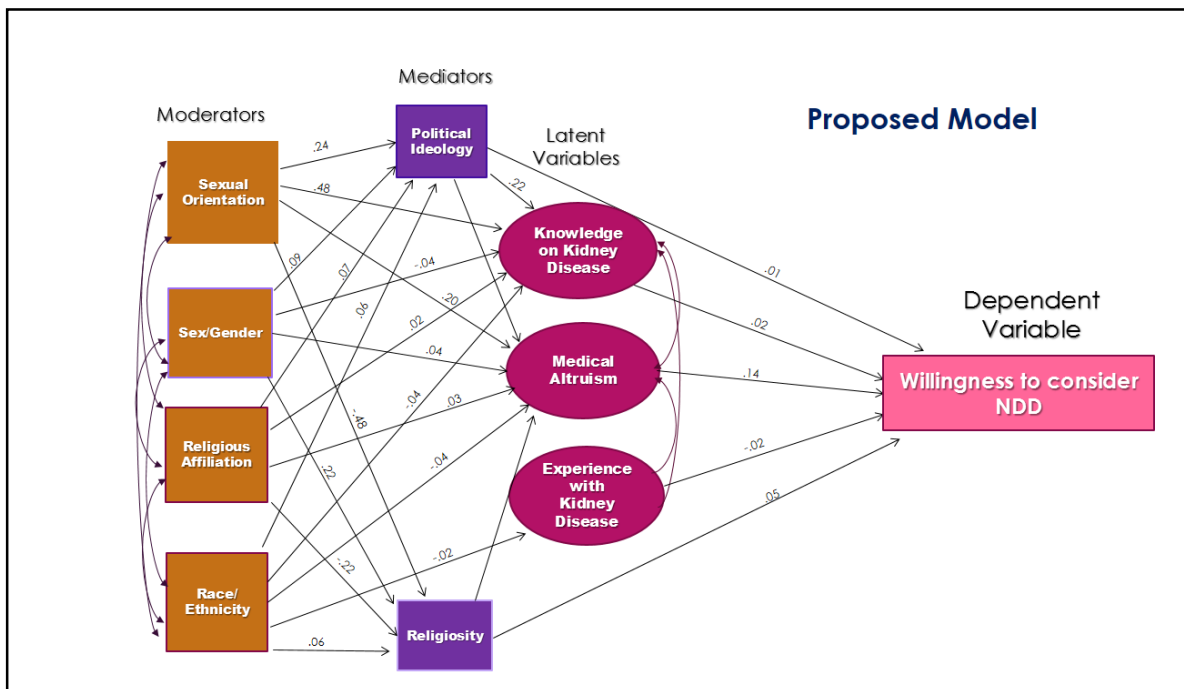 Proposed Model
Moderators
Mediators
Latent
Variables
Dependent
Variable
Sexual
Orientation
Sex/Gender
Religious
Affiliation
Race/
Ethnicity
Political
Ideology
Religiosity
Knowledge
on Kidney
Disease
Medical
Altruism
Experience
with
Kidney
Disease
Willingness to consider
NDD
.24
.48
.22
.09
.07
-.04
.06
.20
.02
.04
.01
.02
.14
-.04
.03
-.48
-.04
-.02
.22
.05
-.22
-.02
.06